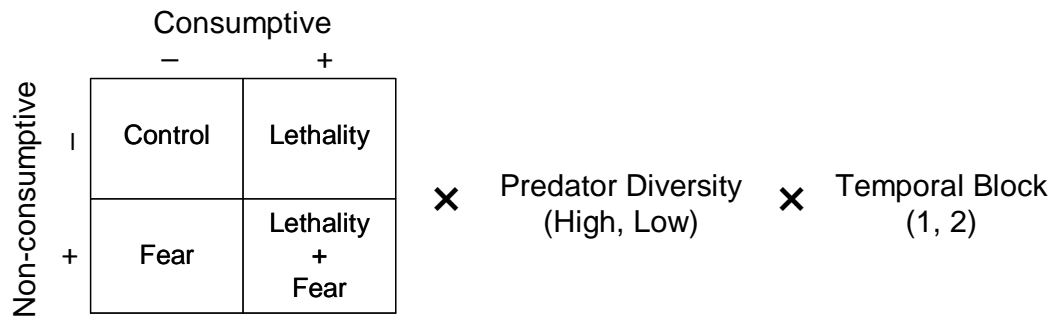 Consumptive
– +
Non-consumptive
–
Control Lethality
+
Fear Lethality
+
Fear
× Predator Diversity
(High, Low)
× Temporal Block
(1, 2)